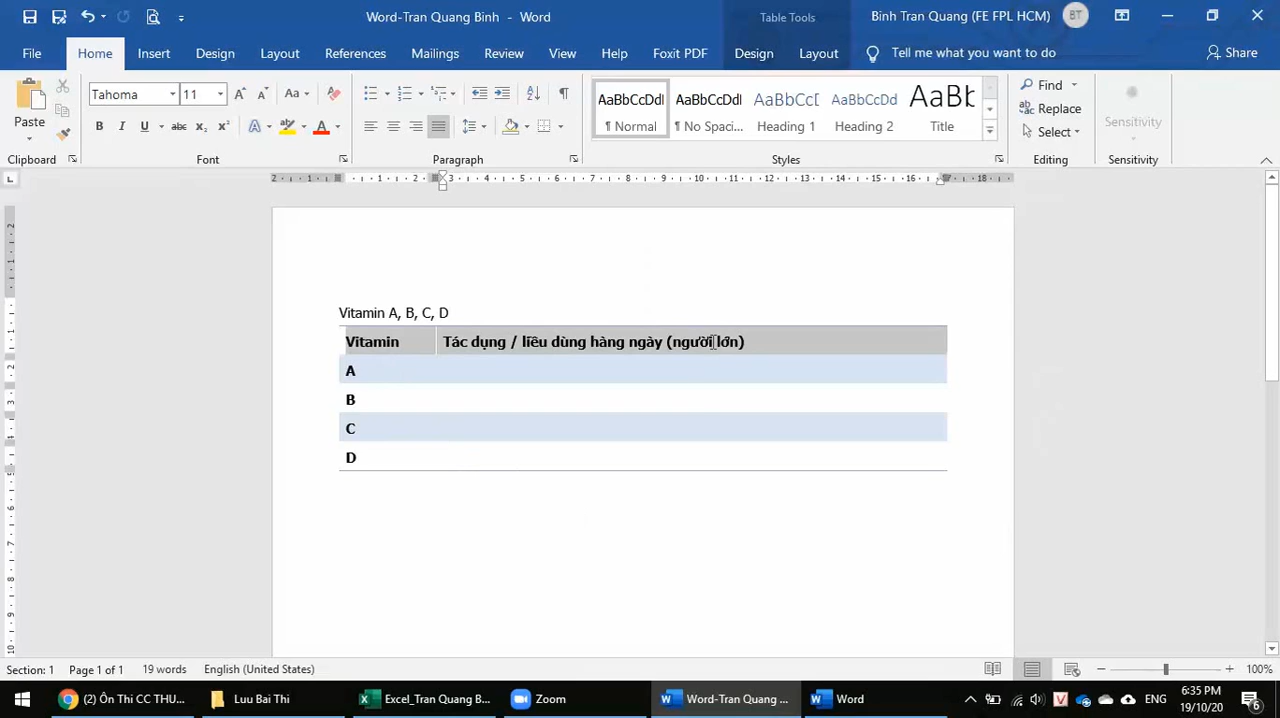 Word-Tran Quang Binh - Word
Table Tools
Binh Tran Quang (FE FPL HCM)
BT
File
Home
Insert
Design
Layout
References
Mailings
Review
View
Help
Foxit PDF
Design
Layout
Tell me what you want to do
Share
Paste
Clipboard
Tahoma
11
Font
Paragraph
AaBbCcDdI
¶ Normal
AaBbCcDdI
¶ No Spaci...
AaBbC(
Heading 1
AaBbCcDd
Heading 2
AaBb(
Title
Styles
Find
Replace
Select
Editing
Sensitivity
Sensitivity
Vitamin A, B, C, D
Vitamin Tác dụng / liều dùng hàng ngày (người lớn)
A
B
C
D
Section: 1 Page 1 of 1 19 words English (United States)
100%
(2) Ôn Thi CC THU...
Luu Bai Thi
Excel_Tran Quang B...
Zoom
Word-Tran Quang ...
Word
ENG
6:35 PM
19/10/20
6